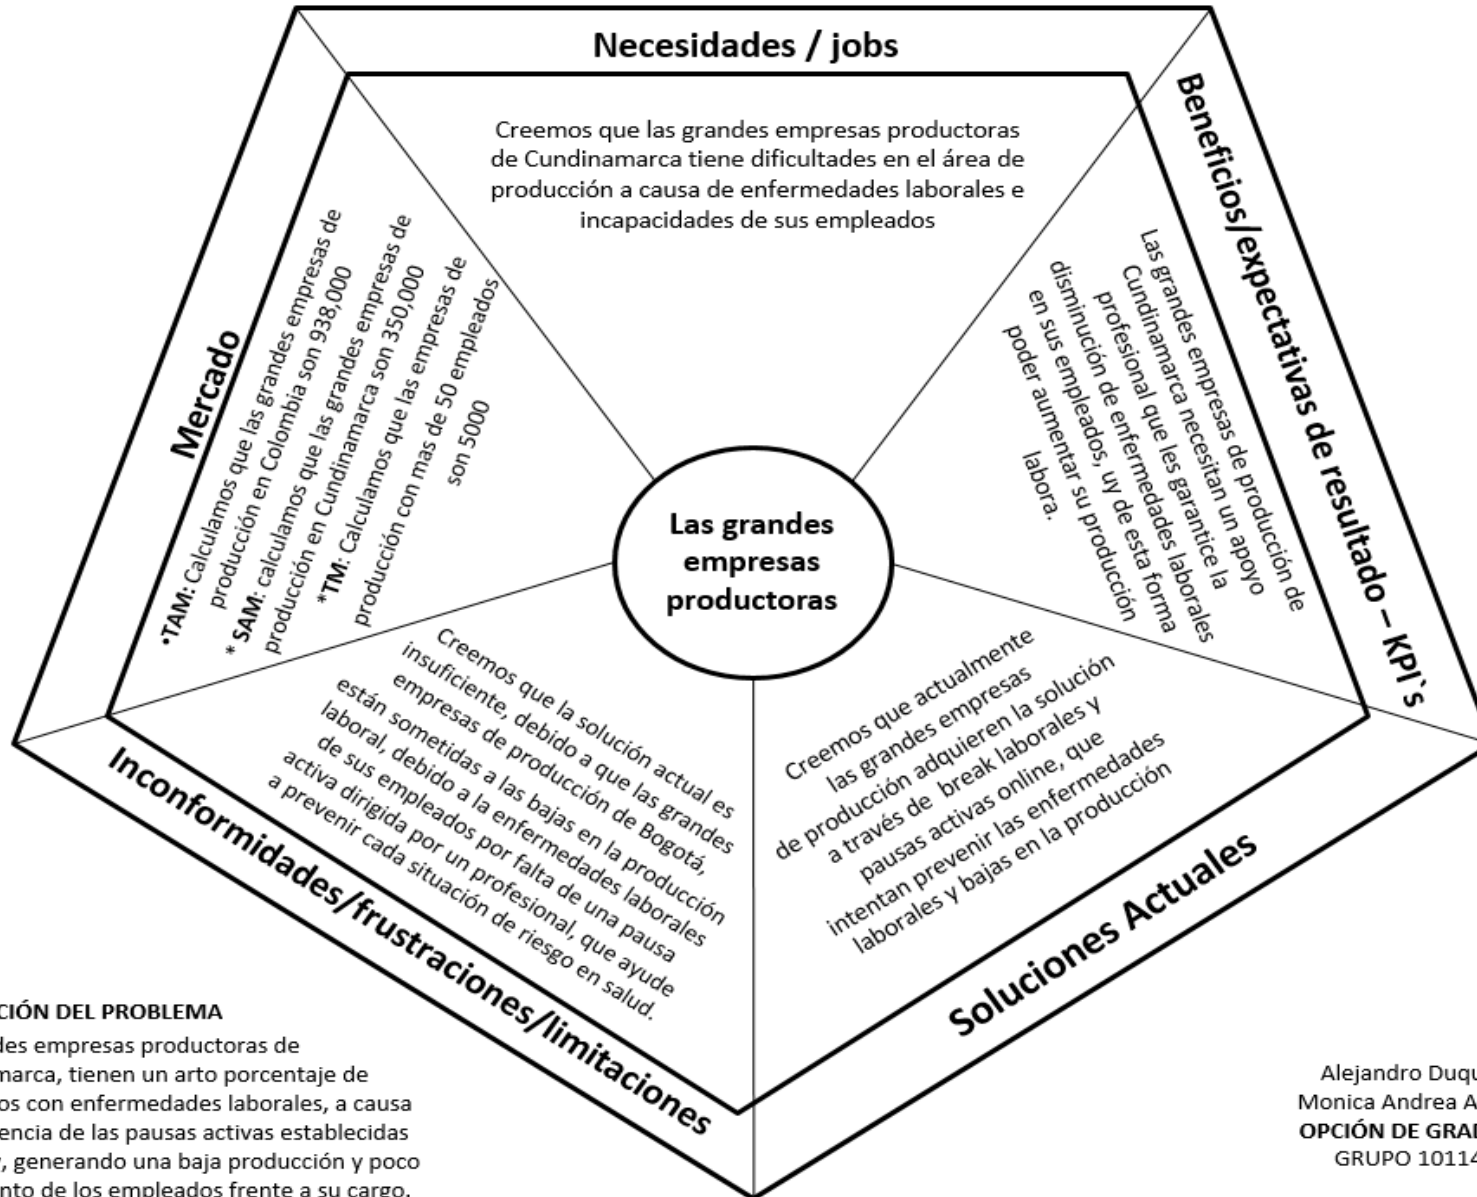 Necesidades / jobs
Creemos que las grandes empresas productoras
de Cundinamarca tiene dificultades en el área de
producción a causa de enfermedades laborales e
incapacidades de sus empleados
Beneficios/expectativas de resultado – KPI`s
Las grandes empresas de producción de
Cundinamarca necesitan un apoyo
profesional que les garantice la
disminución de enfermedades laborales
en sus empleados, uy de esta forma
poder aumentar su producción
labora.
Mercado
•TAM: Calculamos que las grandes empresas de
producción en Colombia son 938,000
* SAM: calculamos que las grandes empresas de
producción en Cundinamarca son 350,000
*TM: Calculamos que las empresas de
producción con mas de 50 empleados
son 5000
Las grandes
empresas
productoras
Creemos que la solución actual es
insuficiente, debido a que las grandes
empresas de producción de Bogotá,
están sometidas a las bajas en la producción
laboral, debido a la enfermedades laborales
de sus empleados por falta de una pausa
activa dirigida por un profesional, que ayude
a prevenir cada situación de riesgo en salud.
Inconformidades/frustraciones/limitaciones
Creemos que actualmente
las grandes empresas
de producción adquieren la solución
a través de break laborales y
pausas activas online, que
intentan prevenir las enfermedades
laborales y bajas en la producción
Soluciones Actuales
CIÓN DEL PROBLEMA
des empresas productoras de
marca, tienen un arto porcentaje de
os con enfermedades laborales, a causa
encia de las pausas activas establecidas
, generando una baja producción y poco
nto de los empleados frente a su cargo.
Alejandro Duqu
Monica Andrea A
OPCIÓN DE GRA
GRUPO 10114